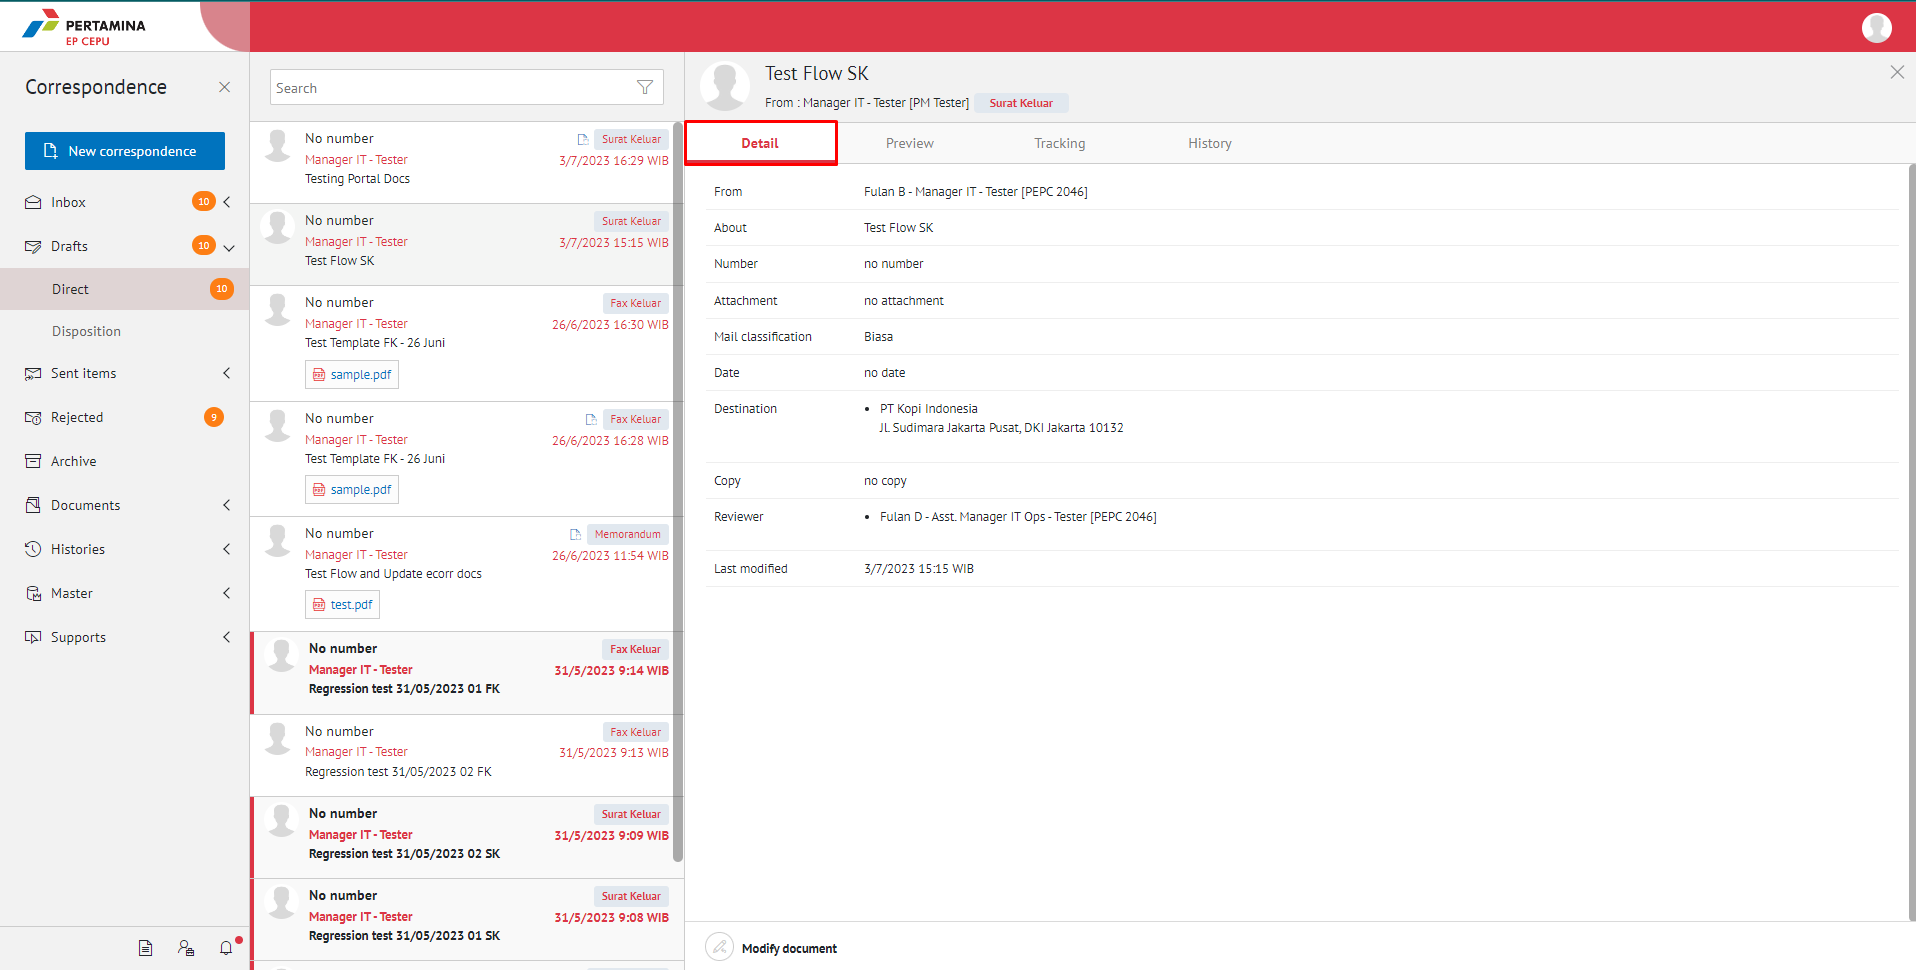 PERTAMINA
EP CEPU
Correspondence
New correspondence
Inbox 10
Drafts 10
Direct 10
Disposition
Sent items
Rejected 9
Archive
Documents
Histories
Master
Supports
Search
No number Surat Keluar
Manager IT - Tester 3/7/2023 16:29 WIB
Testing Portal Docs
No number Surat Keluar
Manager IT - Tester 3/7/2023 15:15 WIB
Test Flow SK
No number Fax Keluar
Manager IT - Tester 26/6/2023 16:30 WIB
Test Template FK - 26 Juni
sample.pdf
No number Fax Keluar
Manager IT - Tester 26/6/2023 16:28 WIB
Test Template FK - 26 Juni
sample.pdf
No number Memorandum
Manager IT - Tester 26/6/2023 11:54 WIB
Test Flow and Update ecorr docs
test.pdf
No number Fax Keluar
Manager IT - Tester 31/5/2023 9:14 WIB
Regression test 31/05/2023 01 FK
No number Fax Keluar
Manager IT - Tester 31/5/2023 9:13 WIB
Regression test 31/05/2023 02 FK
No number Surat Keluar
Manager IT - Tester 31/5/2023 9:09 WIB
Regression test 31/05/2023 02 SK
No number Surat Keluar
Manager IT - Tester 31/5/2023 9:08 WIB
Regression test 31/05/2023 01 SK
Test Flow SK
From : Manager IT - Tester [PM Tester] Surat Keluar
Detail Preview Tracking History
From Fulan B - Manager IT - Tester [PEPC 2046]
About Test Flow SK
Number no number
Attachment no attachment
Mail classification Biasa
Date no date
Destination • PT Kopi Indonesia
Jl. Sudimara Jakarta Pusat, DKI Jakarta 10132
Copy no copy
Reviewer • Fulan D - Asst. Manager IT Ops - Tester [PEPC 2046]
Last modified 3/7/2023 15:15 WIB
Modify document